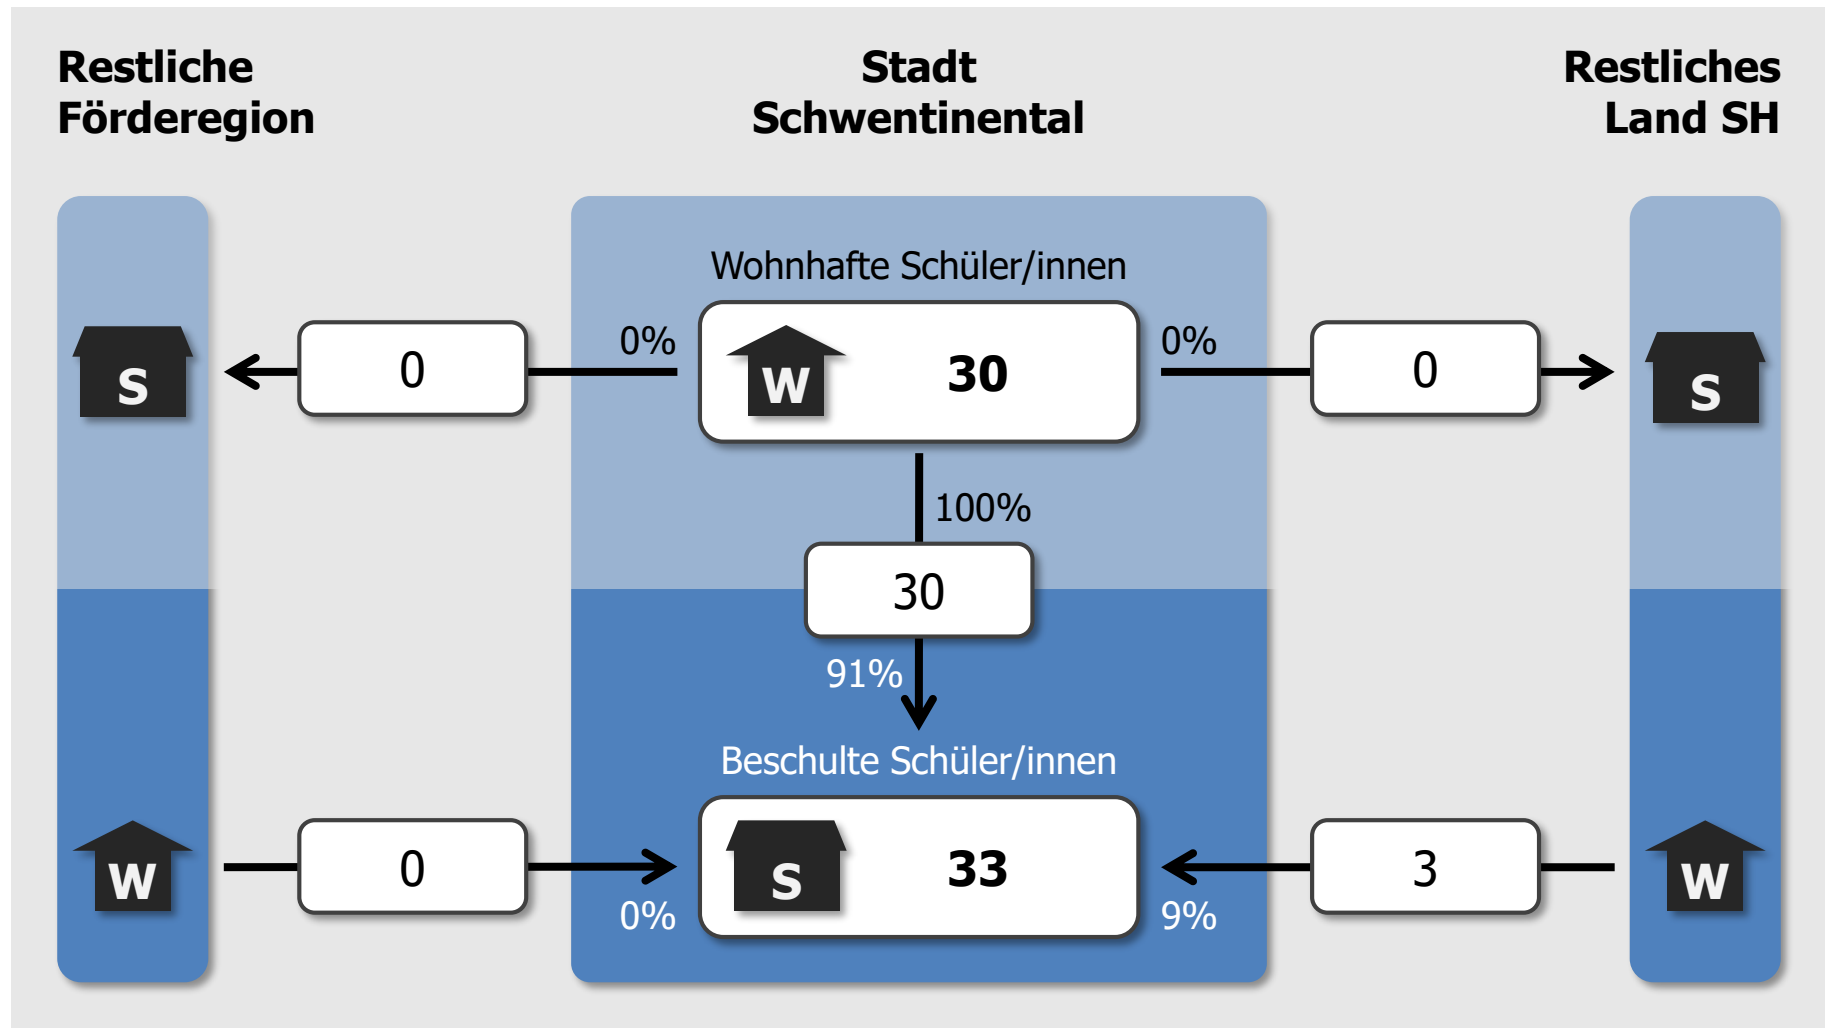 Restliche
Förderegion
Stadt
Schwentinental
Restliches
Land SH
Wohnhafte Schüler/innen
S
0
0%
W
30
0%
0
S
100%
30
91%
Beschulte Schüler/innen
W
0
0%
S
33
9%
3
W